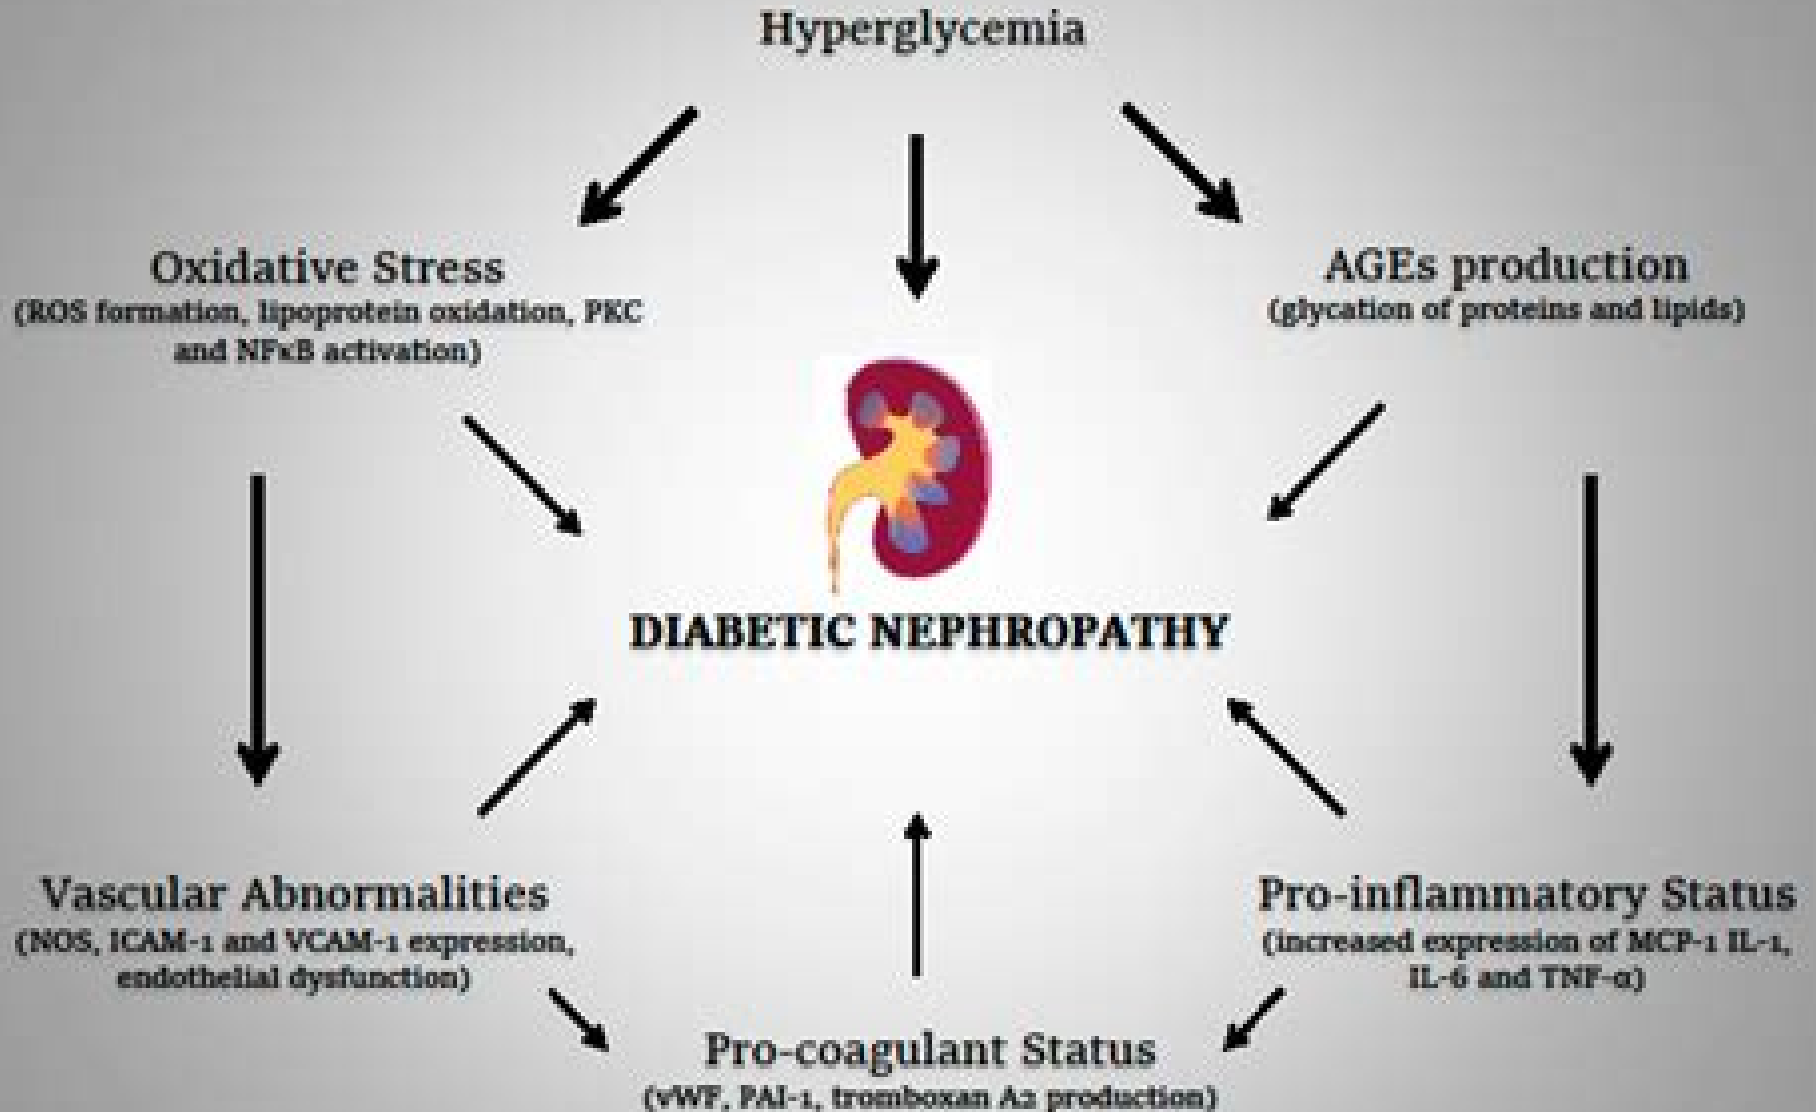 Hyperglycemia
Oxidative Stress
(ROS formation, lipoprotein oxidation, PKC
and NFκB activation)
AGEs production
(glycation of proteins and lipids)
DIABETIC NEPHROPATHY
Vascular Abnormalities
(NOS, ICAM-1 and VCAM-1 expression,
endothelial dysfunction)
Pro-inflammatory Status
(increased expression of MCP-1 IL-1,
IL-6 and TNF-α)
Pro-coagulant Status
(vWF, PAI-1, tromboxan A2 production)